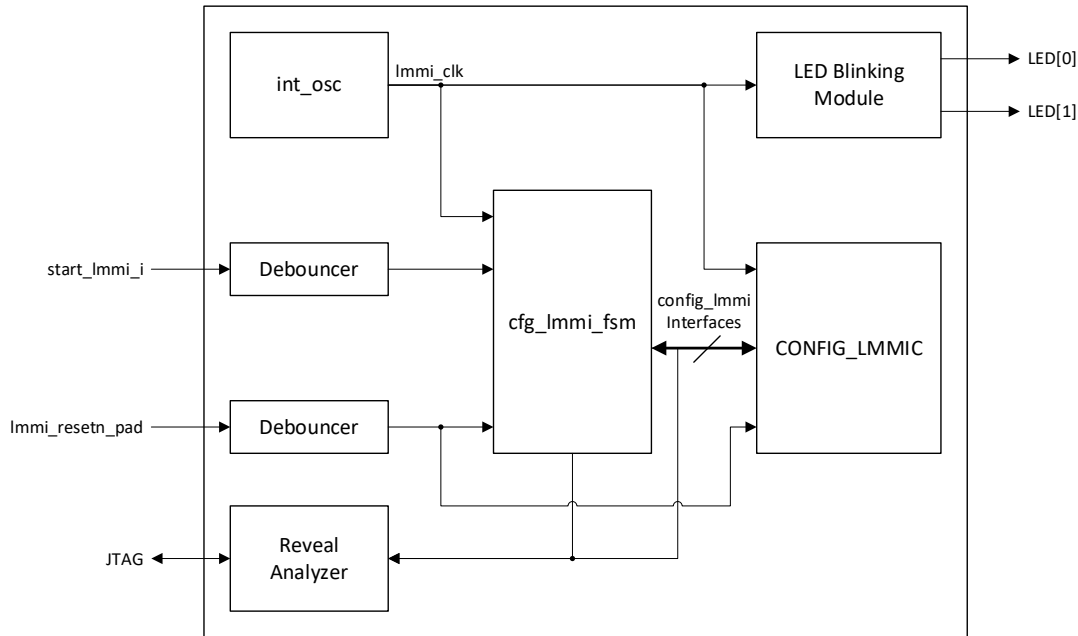 int_osc
lmmi_clk
LED Blinking
Module
LED[0]
LED[1]
start_lmmi_i
Debouncer
cfg_lmmi_fsm
config_lmmi
Interfaces
CONFIG_LMMIC
lmmi_resetn_pad
Debouncer
JTAG
Reveal
Analyzer